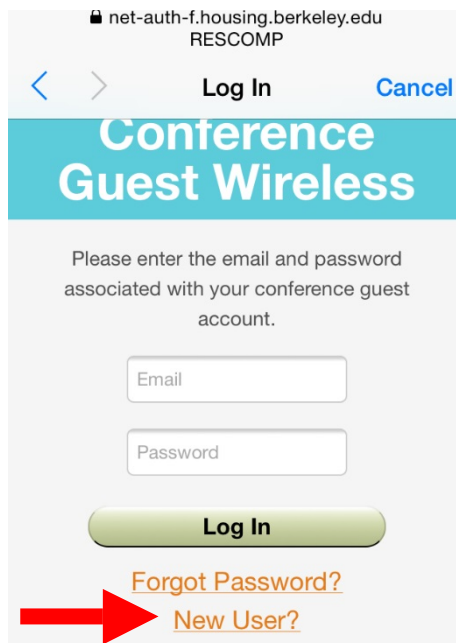 net-auth-f.housing.berkeley.edu
RESCOMP
Log In
Cancel
Conference
Guest Wireless
Please enter the email and password
associated with your conference guest
account.
Email
Password
Log In
Forgot Password?
New User?